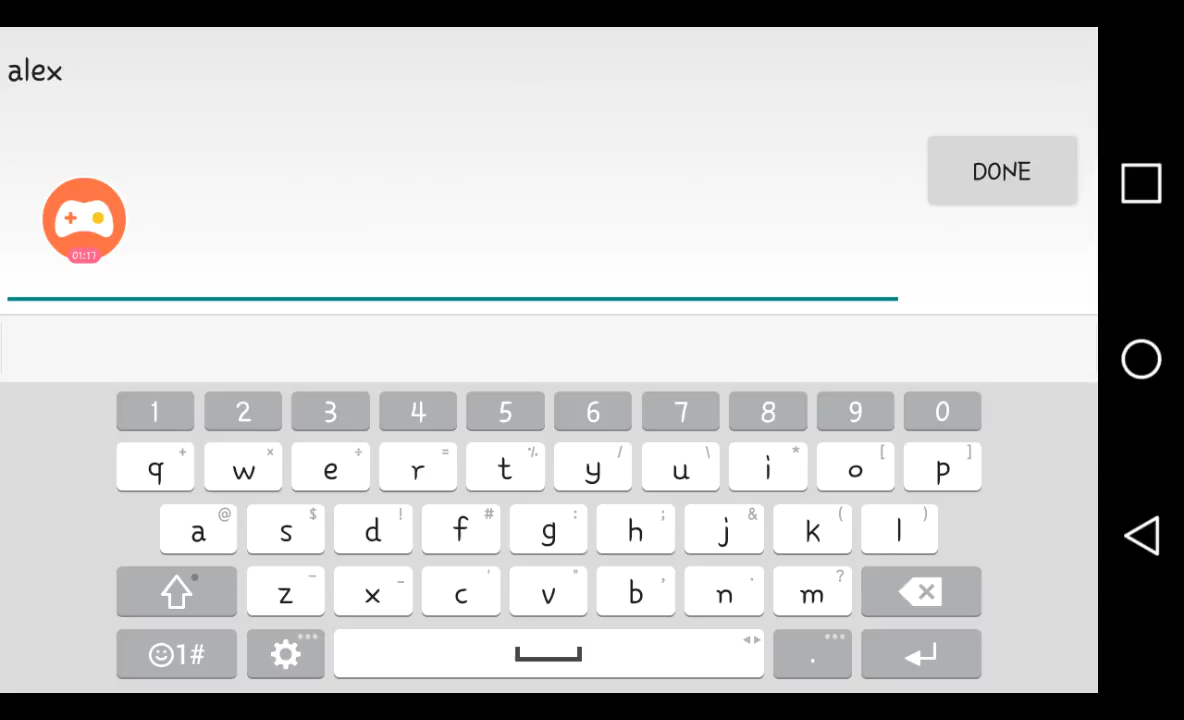 alex
DONE
01:17
1 2 3 4 5 6 7 8 9 0
+ × ÷ = % / \ * [ ]
q w e r t y u i o p
@ $ ! # : ; & ( )
a s d f g h j k l
- _ ' " , . ?
z x c v b n m
1# .